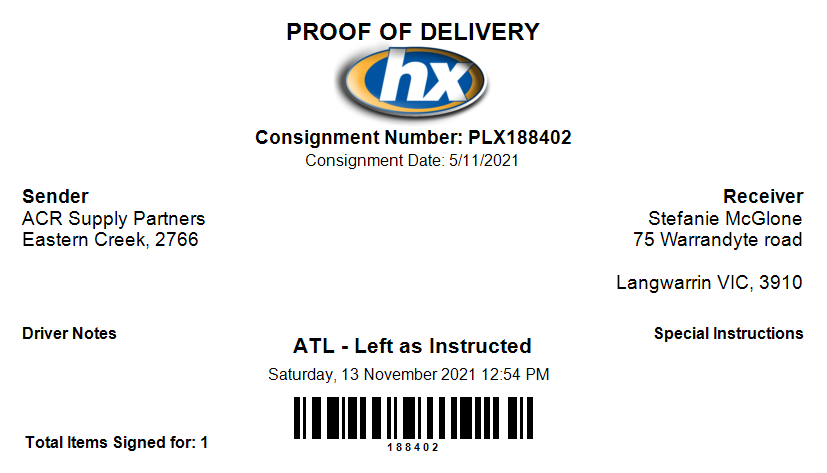 PROOF OF DELIVERY
hx
Consignment Number: PLX188402
Consignment Date: 5/11/2021
Sender
ACR Supply Partners
Eastern Creek, 2766
Receiver
Stefanie McGlone
75 Warrandyte road
Langwarrin VIC, 3910
Driver Notes
ATL - Left as Instructed
Special Instructions
Saturday, 13 November 2021 12:54 PM
188402
Total Items Signed for: 1